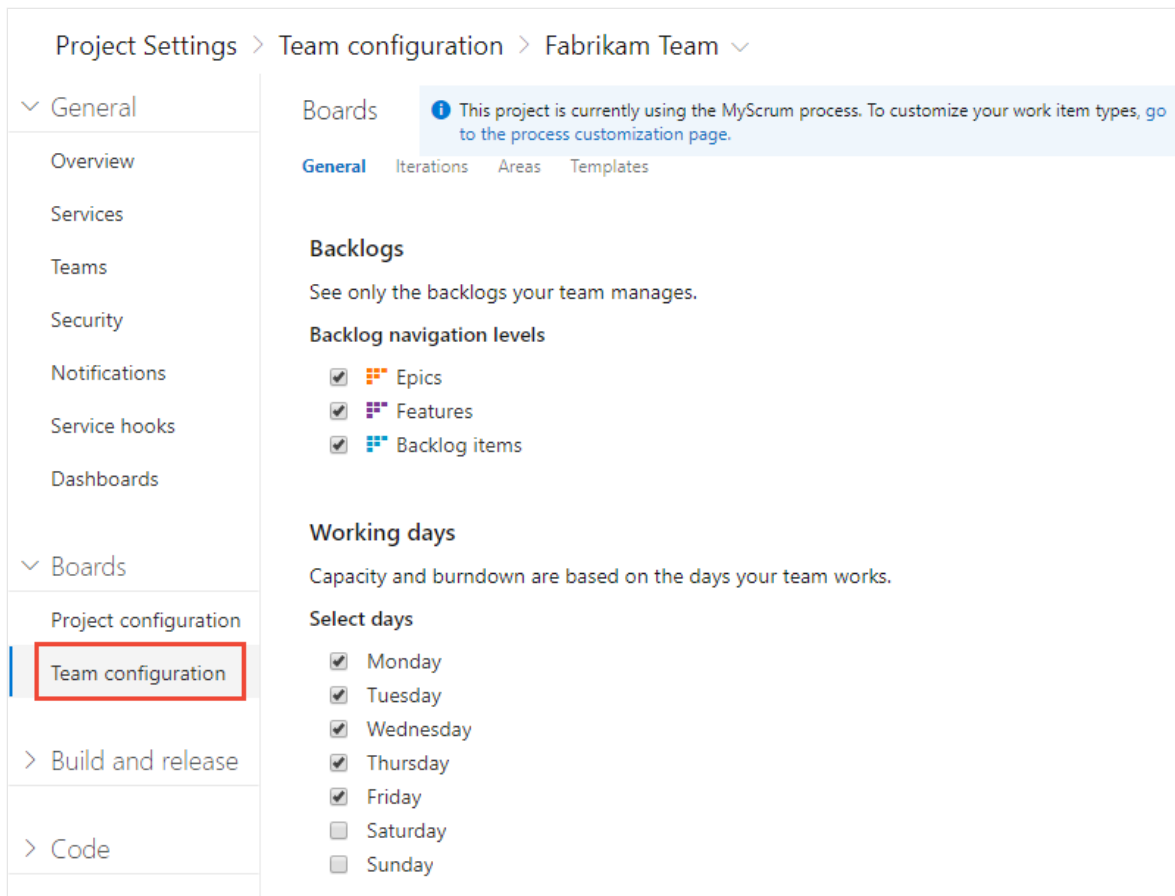 Project Settings > Team configuration > Fabrikam Team
General
Overview
Services
Teams
Security
Notifications
Service hooks
Dashboards
Boards
Project configuration
Team configuration
Build and release
Code
Boards
This project is currently using the MyScrum process. To customize your work item types, go
to the process customization page.
General Iterations Areas Templates
Backlogs
See only the backlogs your team manages.
Backlog navigation levels
Epics
Features
Backlog items
Working days
Capacity and burndown are based on the days your team works.
Select days
Monday
Tuesday
Wednesday
Thursday
Friday
Saturday
Sunday